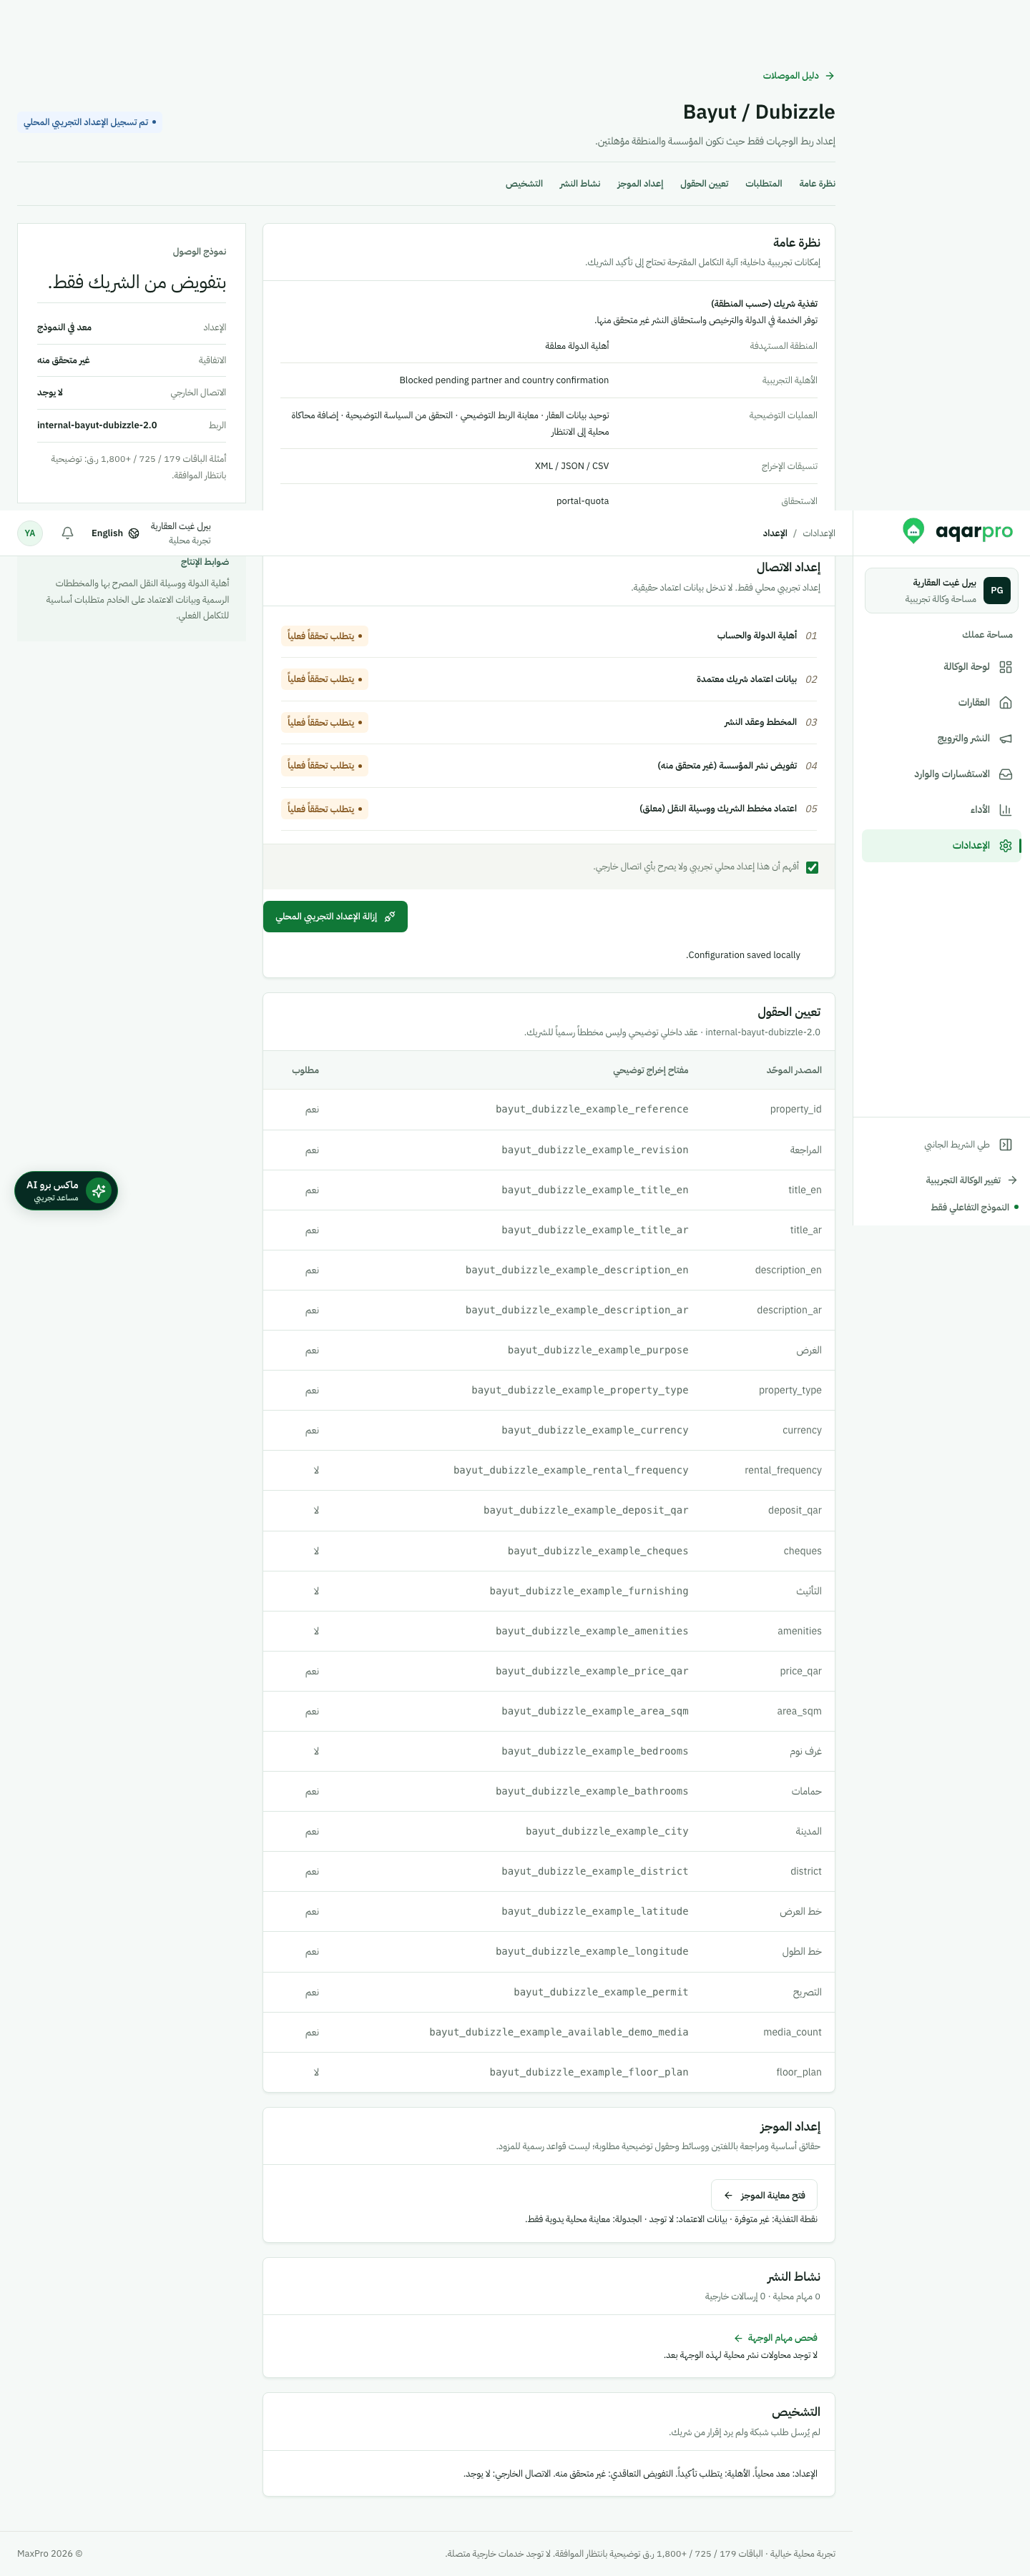 دليل الموصلات
Bayut / Dubizzle
تم تسجيل الإعداد التجريبي المحلي
إعداد ربط الوجهات فقط حيث تكون المؤسسة والمنطقة مؤهلتين.
نظرة عامة
المتطلبات
تعيين الحقول
إعداد الموجز
نشاط النشر
التشخيص
نظرة عامة
إمكانات تجريبية داخلية؛ آلية التكامل المقترحة تحتاج إلى تأكيد الشريك.
تغذية شريك (حسب المنطقة)
توفر الخدمة في الدولة والترخيص واستحقاق النشر غير متحقق منها.
المنطقة المستهدفة
أهلية الدولة معلقة
الأهلية التجريبية
Blocked pending partner and country confirmation
العمليات التوضيحية
توحيد بيانات العقار · معاينة الربط التوضيحي · التحقق من السياسة التوضيحية · إضافة محاكاة
محلية إلى الانتظار
تنسيقات الإخراج
XML / JSON / CSV
الاستحقاق
portal-quota
نموذج الوصول
بتفويض من الشريك فقط.
الإعداد
معد في النموذج
الاتفاقية
غير متحقق منه
الاتصال الخارجي
لا يوجد
الربط
internal-bayut-dubizzle-2.0
أمثلة الباقات 179 / 725 / +1,800 ر.ق: توضيحية
بانتظار الموافقة.
aqarpro
الإعدادات / الإعداد
بيرل غيت العقارية
تجربة محلية
English
YA
PG
بيرل غيت العقارية
مساحة وكالة تجريبية
مساحة عملك
لوحة الوكالة
العقارات
النشر والترويج
الاستفسارات والوارد
الأداء
الإعدادات
طي الشريط الجانبي
تغيير الوكالة التجريبية
النموذج التفاعلي فقط
ضوابط الإنتاج
أهلية الدولة ووسيلة النقل المصرح بها والمخططات
الرسمية وبيانات الاعتماد على الخادم متطلبات أساسية
للتكامل الفعلي.
إعداد الاتصال
إعداد تجريبي محلي فقط. لا تدخل بيانات اعتماد حقيقية.
01 أهلية الدولة والحساب
يتطلب تحققاً فعلياً
02 بيانات اعتماد شريك معتمدة
يتطلب تحققاً فعلياً
03 المخطط وعقد النشر
يتطلب تحققاً فعلياً
04 تفويض نشر المؤسسة (غير متحقق منه)
يتطلب تحققاً فعلياً
05 اعتماد مخطط الشريك ووسيلة النقل (معلق)
يتطلب تحققاً فعلياً
أفهم أن هذا إعداد محلي تجريبي ولا يصرح بأي اتصال خارجي.
إزالة الإعداد التجريبي المحلي
Configuration saved locally.
تعيين الحقول
internal-bayut-dubizzle-2.0 · عقد داخلي توضيحي وليس مخططاً رسمياً للشريك.
المصدر الموحّد
مفتاح إخراج توضيحي
مطلوب
property_id bayut_dubizzle_example_reference نعم
المراجعة bayut_dubizzle_example_revision نعم
title_en bayut_dubizzle_example_title_en نعم
title_ar bayut_dubizzle_example_title_ar نعم
description_en bayut_dubizzle_example_description_en نعم
description_ar bayut_dubizzle_example_description_ar نعم
الغرض bayut_dubizzle_example_purpose نعم
property_type bayut_dubizzle_example_property_type نعم
currency bayut_dubizzle_example_currency نعم
rental_frequency bayut_dubizzle_example_rental_frequency لا
deposit_qar bayut_dubizzle_example_deposit_qar لا
cheques bayut_dubizzle_example_cheques لا
التأثيث bayut_dubizzle_example_furnishing لا
amenities bayut_dubizzle_example_amenities لا
price_qar bayut_dubizzle_example_price_qar نعم
area_sqm bayut_dubizzle_example_area_sqm نعم
غرف نوم bayut_dubizzle_example_bedrooms لا
حمامات bayut_dubizzle_example_bathrooms نعم
المدينة bayut_dubizzle_example_city نعم
district bayut_dubizzle_example_district نعم
خط العرض bayut_dubizzle_example_latitude نعم
خط الطول bayut_dubizzle_example_longitude نعم
التصريح bayut_dubizzle_example_permit نعم
media_count bayut_dubizzle_example_available_demo_media نعم
floor_plan bayut_dubizzle_example_floor_plan لا
ماكس برو AI
مساعد تجريبي
إعداد الموجز
حقائق أساسية ومراجعة باللغتين ووسائط وحقول توضيحية مطلوبة؛ ليست قواعد رسمية للمزود.
فتح معاينة الموجز
نقطة التغذية: غير متوفرة · بيانات الاعتماد: لا توجد · الجدولة: معاينة محلية يدوية فقط.
نشاط النشر
0 مهام محلية · 0 إرسالات خارجية
فحص مهام الوجهة
لا توجد محاولات نشر محلية لهذه الوجهة بعد.
التشخيص
لم يُرسل طلب شبكة ولم يرد إقرار من شريك.
الإعداد: معد محلياً. الأهلية: يتطلب تأكيداً. التفويض التعاقدي: غير متحقق منه. الاتصال الخارجي: لا يوجد.
تجربة محلية خيالية · الباقات 179 / 725 / +1,800 ر.ق توضيحية بانتظار الموافقة. لا توجد خدمات خارجية متصلة.
© 2026 MaxPro